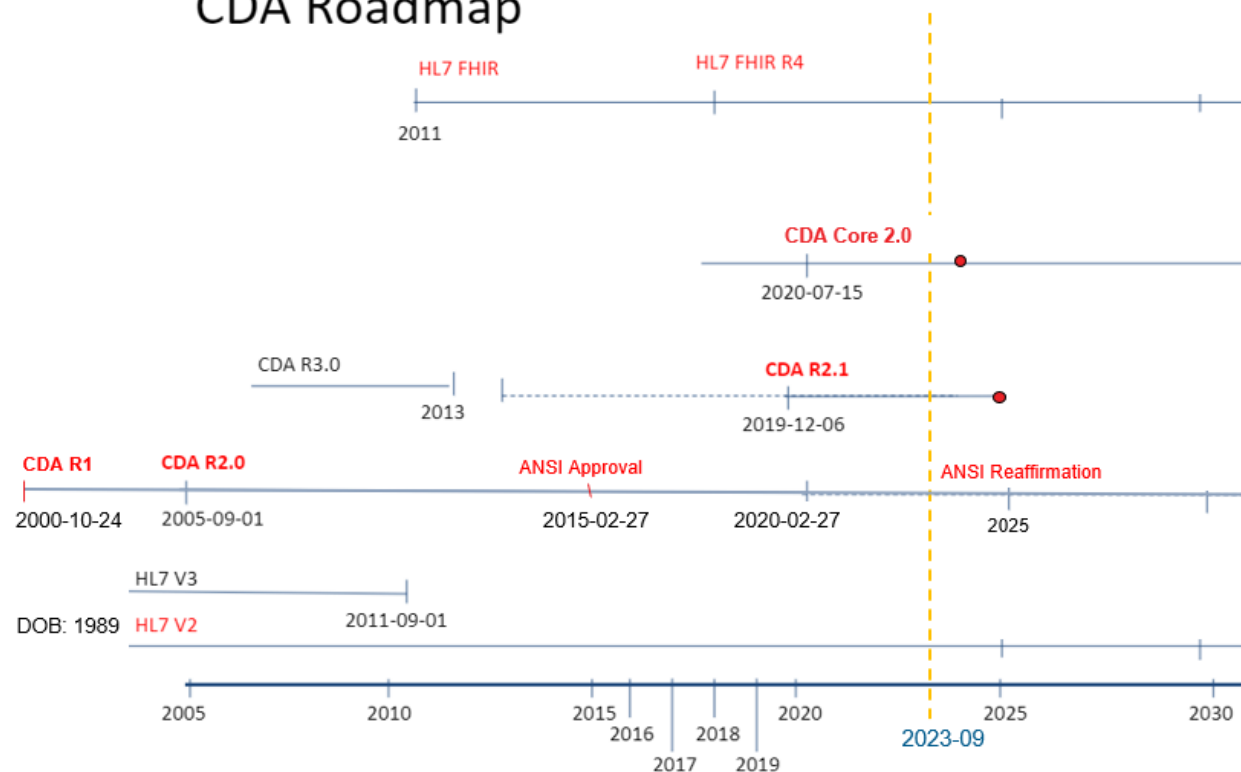 CDA Roadmap
HL7 FHIR
HL7 FHIR R4
2011
CDA Core 2.0
2020-07-15
CDA R3.0
2013
CDA R2.1
2019-12-06
CDA R1
CDA R2.0
ANSI Approval
ANSI Reaffirmation
2000-10-24
2005-09-01
2015-02-27
2020-02-27
2025
HL7 V3
2011-09-01
DOB: 1989
HL7 V2
2005
2010
2015
2016
2017
2018
2019
2020
2023-09
2025
2030